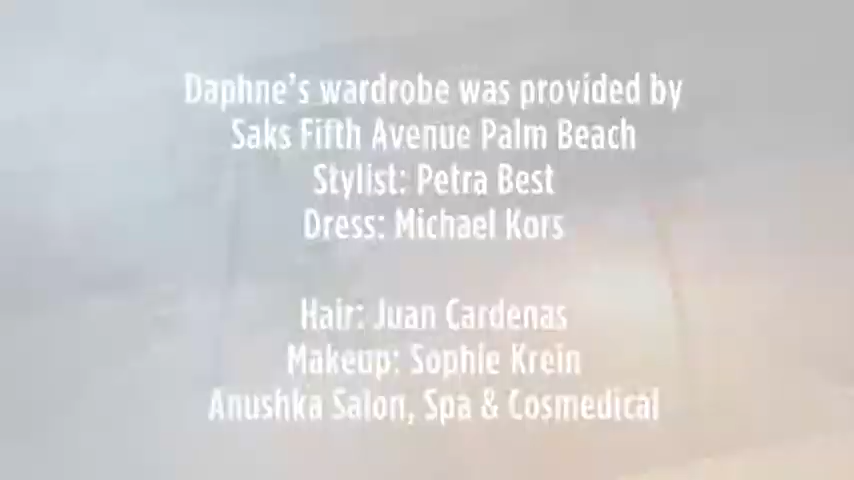 Daphne's wardrobe was provided by
Saks Fifth Avenue Palm Beach
Stylist: Petra Best
Dress: Michael Kors
Hair: Juan Cardenas
Makeup: Sophie Krein
Anushka Salon, Spa & Cosmedical